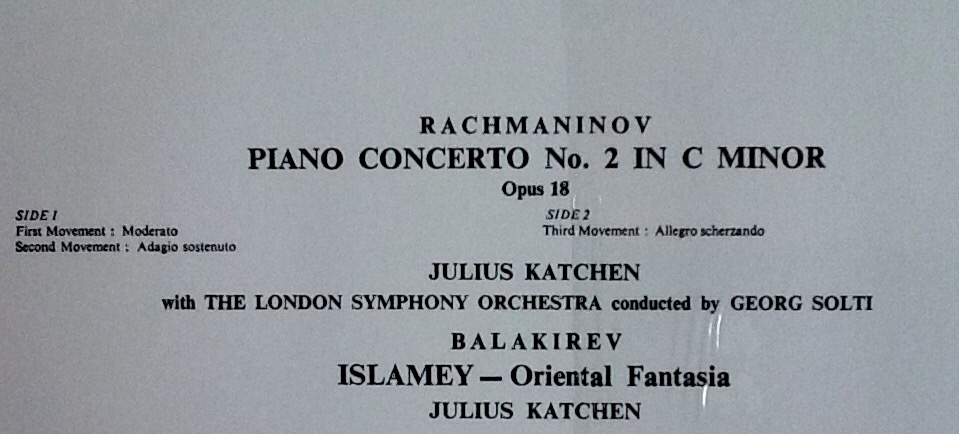 RACHMANINOV
PIANO CONCERTO No. 2 IN C MINOR
Opus 18
SIDE 1
First Movement : Moderato
Second Movement : Adagio sostenuto
SIDE 2
Third Movement : Allegro scherzando
JULIUS KATCHEN
with THE LONDON SYMPHONY ORCHESTRA conducted by GEORG SOLTI
BALAKIREV
ISLAMEY — Oriental Fantasia
JULIUS KATCHEN